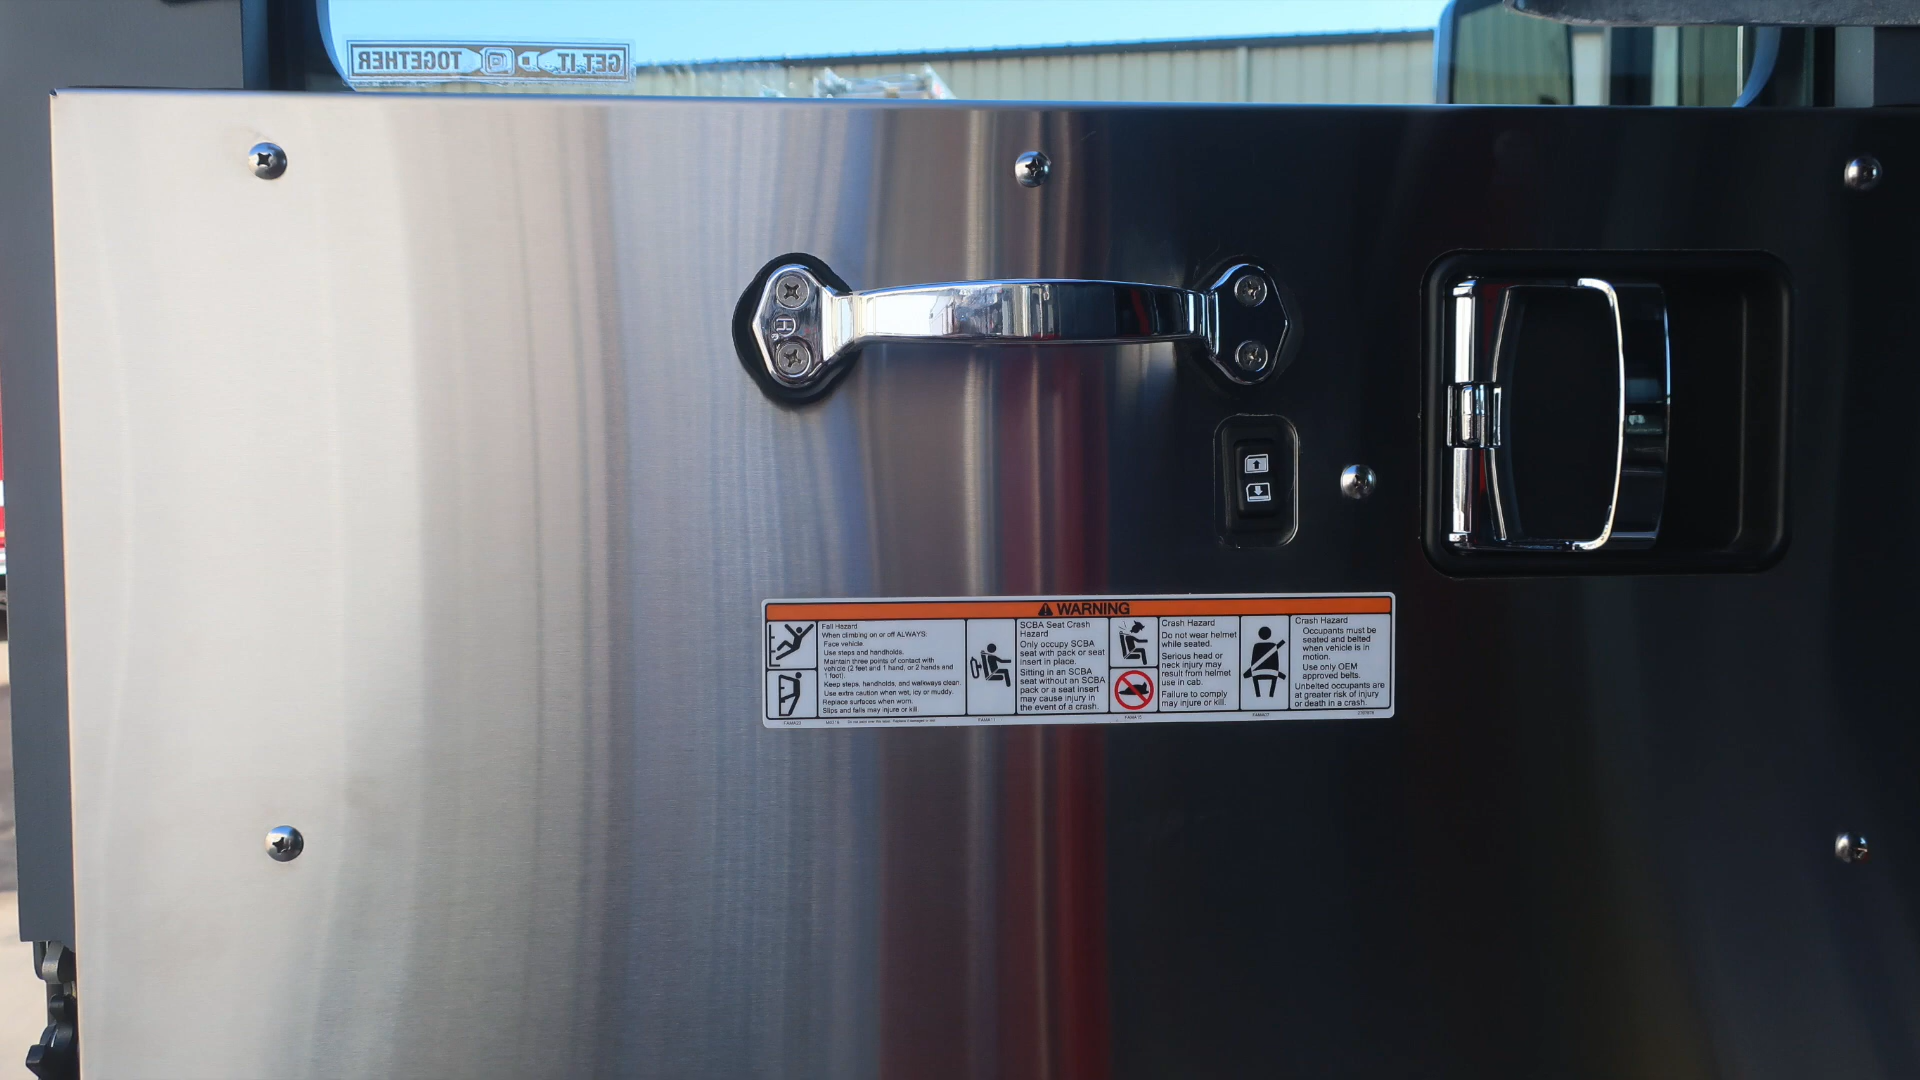 GET IT TOGETHER
WARNING
Fall Hazard
When climbing on or off ALWAYS:
Face vehicle.
Use steps and handholds.
Maintain three points of contact with
vehicle (2 feet and 1 hand, or 2 hands and
1 foot).
Keep steps, handholds, and walkways clean.
Use extra caution when wet, icy or muddy.
Replace surfaces when worn.
Slips and falls may injure or kill.
SCBA Seat Crash
Hazard
Only occupy SCBA
seat with pack or seat
insert in place.
Sitting in an SCBA
seat without an SCBA
pack or a seat insert
may cause injury in
the event of a crash.
Crash Hazard
Do not wear helmet
while seated.
Serious head or
neck injury may
result from helmet
use in cab.
Failure to comply
may injure or kill.
Crash Hazard
Occupants must be
seated and belted
when vehicle is in
motion.
Use only OEM
approved belts.
Unbelted occupants are
at greater risk of injury
or death in a crash.